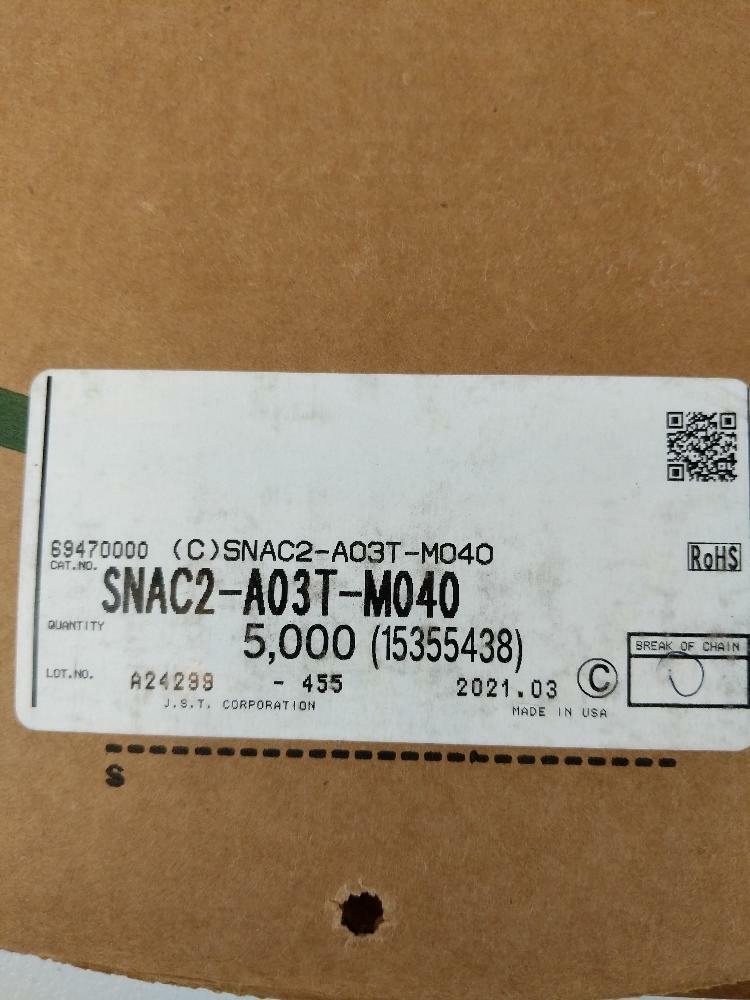 69470000 (C)SNAC2-A03T-M040
RoHS
CAT.NO.
SNAC2-A03T-M040
QUANTITY
5,000 (15355438)
BREAK OF CHAIN
LOT.NO.
A24299 - 455
2021.03
C
J.S.T. CORPORATION
MADE IN USA
S